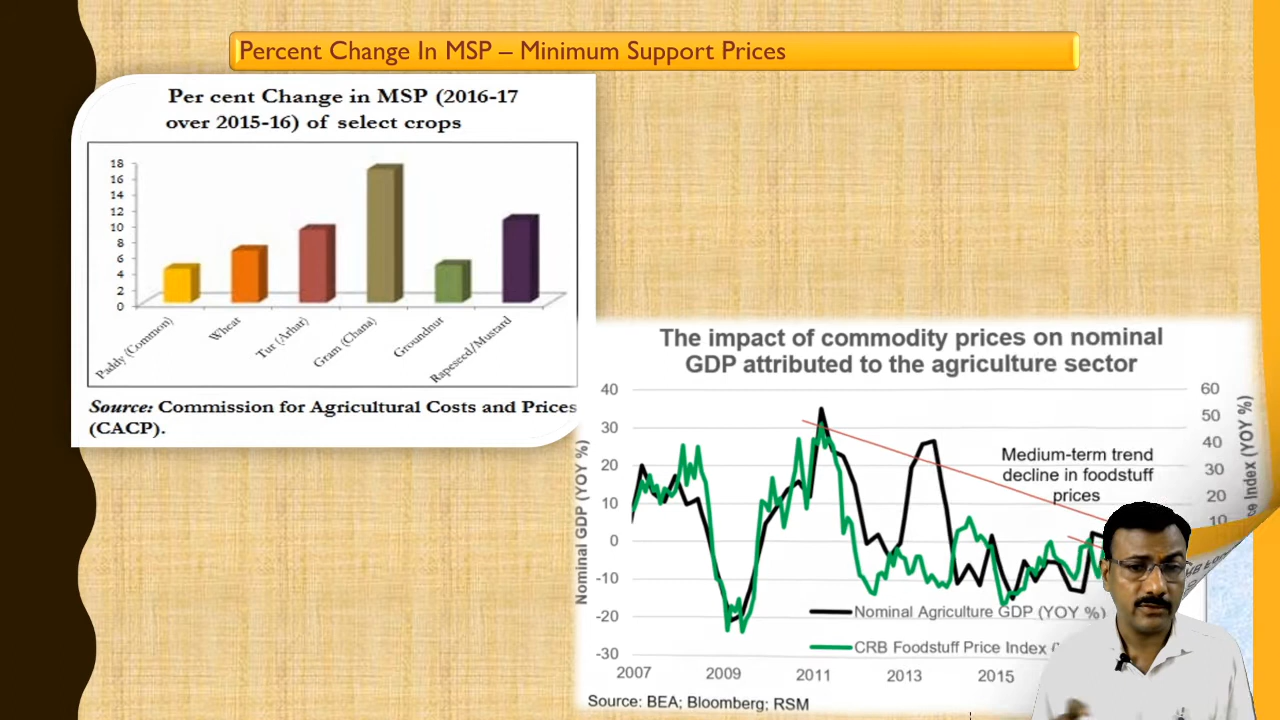 Percent Change In MSP – Minimum Support Prices
Per cent Change in MSP (2016-17
over 2015-16) of select crops
18
16
14
12
10
8
6
4
2
0
Paddy (Common)
Wheat
Tur (Arhar)
Gram (Chana)
Groundnut
Rapeseed/Mustard
Source: Commission for Agricultural Costs and Prices
(CACP).
The impact of commodity prices on nominal
GDP attributed to the agriculture sector
Nominal GDP (YOY %)
40
30
20
10
0
-10
-20
-30
60
50
40
30
20
10
Index (YOY %)
Medium-term trend
decline in foodstuff
prices
Nominal Agriculture GDP (YOY %)
CRB Foodstuff Price Index (
2007
2009
2011
2013
2015
Source: BEA; Bloomberg; RSM